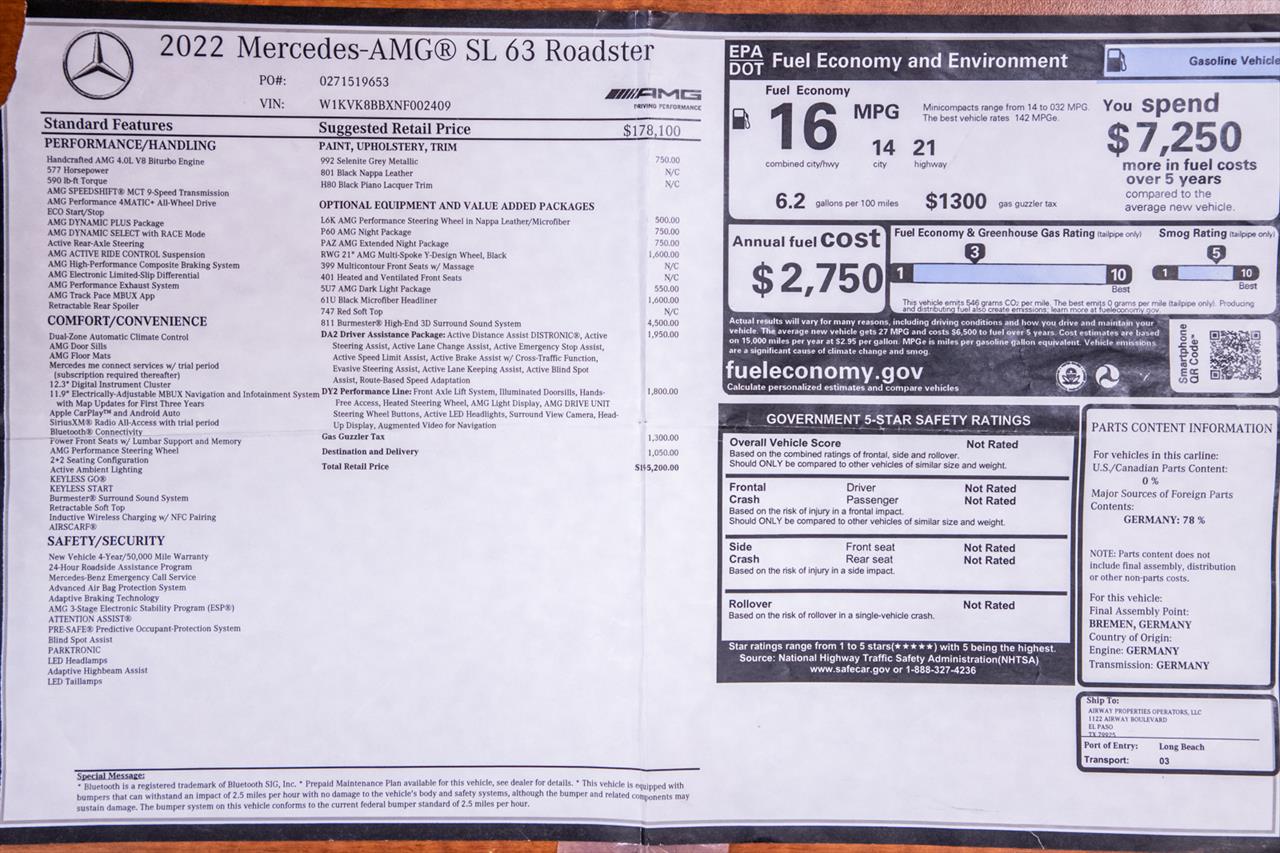 2022 Mercedes-AMG® SL 63 Roadster
PO#: 0271519653
VIN: W1KVK8BBXNF002409
AMG
DRIVING PERFORMANCE
Standard Features
Suggested Retail Price $178,100
PERFORMANCE/HANDLING
Handcrafted AMG 4.0L V8 Biturbo Engine
577 Horsepower
590 lb-ft Torque
AMG SPEEDSHIFT® MCT 9-Speed Transmission
AMG Performance 4MATIC+ All-Wheel Drive
ECO Start/Stop
AMG DYNAMIC PLUS Package
AMG DYNAMIC SELECT with RACE Mode
Active Rear-Axle Steering
AMG ACTIVE RIDE CONTROL Suspension
AMG High-Performance Composite Braking System
AMG Electronic Limited-Slip Differential
AMG Performance Exhaust System
AMG Track Pace MBUX App
Retractable Rear Spoiler
COMFORT/CONVENIENCE
Dual-Zone Automatic Climate Control
AMG Door Sills
AMG Floor Mats
Mercedes me connect services w/ trial period
(subscription required thereafter)
12.3" Digital Instrument Cluster
11.9" Electrically-Adjustable MBUX Navigation and Infotainment System
with Map Updates for First Three Years
Apple CarPlay™ and Android Auto
SiriusXM® Radio All-Access with trial period
Bluetooth® Connectivity
Power Front Seats w/ Lumbar Support and Memory
AMG Performance Steering Wheel
2+2 Seating Configuration
Active Ambient Lighting
KEYLESS GO®
KEYLESS START
Burmester® Surround Sound System
Retractable Soft Top
Inductive Wireless Charging w/ NFC Pairing
AIRSCARF®
SAFETY/SECURITY
New Vehicle 4-Year/50,000 Mile Warranty
24-Hour Roadside Assistance Program
Mercedes-Benz Emergency Call Service
Advanced Air Bag Protection System
Adaptive Braking Technology
AMG 3-Stage Electronic Stability Program (ESP®)
ATTENTION ASSIST®
PRE-SAFE® Predictive Occupant-Protection System
Blind Spot Assist
PARKTRONIC
LED Headlamps
Adaptive Highbeam Assist
LED Taillamps
PAINT, UPHOLSTERY, TRIM
992 Selenite Grey Metallic 750.00
801 Black Nappa Leather N/C
H80 Black Piano Lacquer Trim N/C
OPTIONAL EQUIPMENT AND VALUE ADDED PACKAGES
L6K AMG Performance Steering Wheel in Nappa Leather/Microfiber 500.00
P60 AMG Night Package 750.00
PAZ AMG Extended Night Package 750.00
RWG 21" AMG Multi-Spoke Y-Design Wheel, Black 1,600.00
399 Multicontour Front Seats w/ Massage N/C
401 Heated and Ventilated Front Seats N/C
5U7 AMG Dark Light Package 550.00
61U Black Microfiber Headliner 1,600.00
747 Red Soft Top N/C
811 Burmester® High-End 3D Surround Sound System 4,500.00
DA2 Driver Assistance Package: Active Distance Assist DISTRONIC®, Active 1,950.00
Steering Assist, Active Lane Change Assist, Active Emergency Stop Assist,
Active Speed Limit Assist, Active Brake Assist w/ Cross-Traffic Function,
Evasive Steering Assist, Active Lane Keeping Assist, Active Blind Spot
Assist, Route-Based Speed Adaptation
DY2 Performance Line: Front Axle Lift System, Illuminated Doorsills, Hands- 1,800.00
Free Access, Heated Steering Wheel, AMG Light Display, AMG DRIVE UNIT
Steering Wheel Buttons, Active LED Headlights, Surround View Camera, Head-
Up Display, Augmented Video for Navigation
Gas Guzzler Tax 1,300.00
Destination and Delivery 1,050.00
Total Retail Price $195,200.00
Special Message:
* Bluetooth is a registered trademark of Bluetooth SIG, Inc. * Prepaid Maintenance Plan available for this vehicle, see dealer for details. * This vehicle is equipped with
bumpers that can withstand an impact of 2.5 miles per hour with no damage to the vehicle's body and safety systems, although the bumper and related components may
sustain damage. The bumper system on this vehicle conforms to the current federal bumper standard of 2.5 miles per hour.
EPA
DOT Fuel Economy and Environment
Gasoline Vehicle
Fuel Economy
16 MPG
combined city/hwy
14 city
21 highway
Minicompacts range from 14 to 032 MPG.
The best vehicle rates 142 MPGe.
6.2 gallons per 100 miles
$1300 gas guzzler tax
You spend
$7,250
more in fuel costs
over 5 years
compared to the
average new vehicle.
Annual fuel cost
$2,750
Fuel Economy & Greenhouse Gas Rating (tailpipe only)
3
1 10
Best
Smog Rating (tailpipe only)
5
1 10
Best
This vehicle emits 546 grams CO2 per mile. The best emits 0 grams per mile (tailpipe only). Producing
and distributing fuel also create emissions; learn more at fueleconomy.gov.
Actual results will vary for many reasons, including driving conditions and how you drive and maintain your
vehicle. The average new vehicle gets 27 MPG and costs $6,500 to fuel over 5 years. Cost estimates are based
on 15,000 miles per year at $2.95 per gallon. MPGe is miles per gasoline gallon equivalent. Vehicle emissions
are a significant cause of climate change and smog.
fueleconomy.gov
Calculate personalized estimates and compare vehicles
Smartphone
QR Code*
GOVERNMENT 5-STAR SAFETY RATINGS
Overall Vehicle Score Not Rated
Based on the combined ratings of frontal, side and rollover.
Should ONLY be compared to other vehicles of similar size and weight.
Frontal Driver Not Rated
Crash Passenger Not Rated
Based on the risk of injury in a frontal impact.
Should ONLY be compared to other vehicles of similar size and weight.
Side Front seat Not Rated
Crash Rear seat Not Rated
Based on the risk of injury in a side impact.
Rollover Not Rated
Based on the risk of rollover in a single-vehicle crash.
Star ratings range from 1 to 5 stars(★★★★★) with 5 being the highest.
Source: National Highway Traffic Safety Administration(NHTSA)
www.safecar.gov or 1-888-327-4236
PARTS CONTENT INFORMATION
For vehicles in this carline:
U.S./Canadian Parts Content:
0 %
Major Sources of Foreign Parts
Contents:
GERMANY: 78 %
NOTE: Parts content does not
include final assembly, distribution
or other non-parts costs.
For this vehicle:
Final Assembly Point:
BREMEN, GERMANY
Country of Origin:
Engine: GERMANY
Transmission: GERMANY
Ship To:
AIRWAY PROPERTIES OPERATORS, LLC
1122 AIRWAY BOULEVARD
EL PASO
TX 79925
Port of Entry: Long Beach
Transport: 03